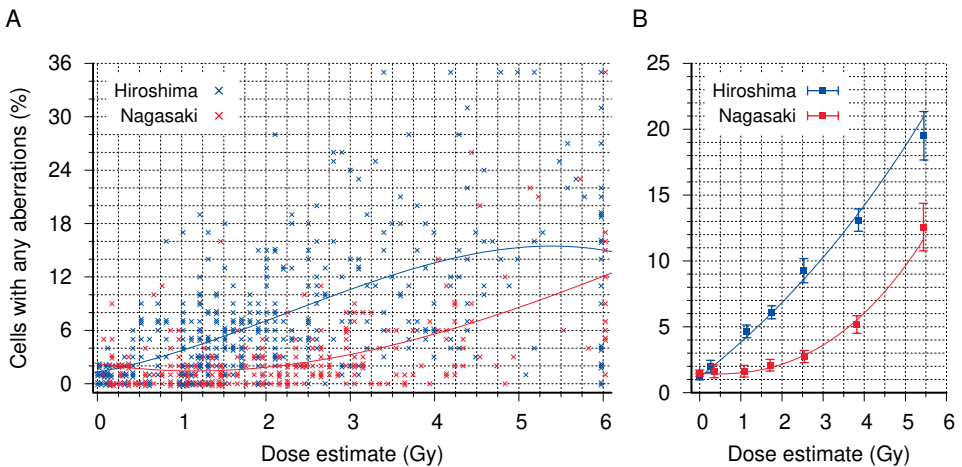 A
Cells with any aberrations (%)
36
30
24
18
12
6
0
Hiroshima
Nagasaki
0 1 2 3 4 5 6
Dose estimate (Gy)
B
25
20
15
10
5
0
Hiroshima
Nagasaki
0 1 2 3 4 5 6
Dose estimate (Gy)